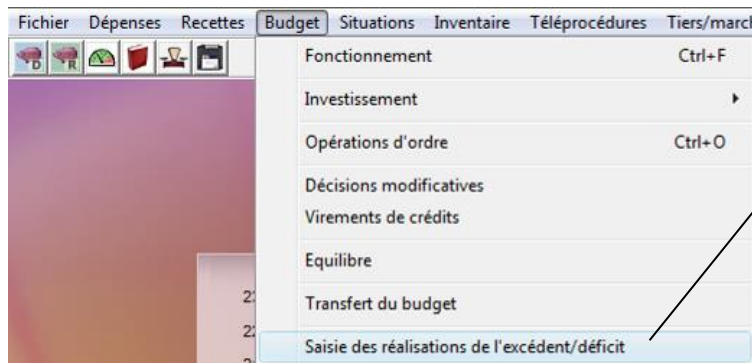 Fichier Dépenses Recettes Budget Situations Inventaire Téléprocédures Tiers/march
D R
Fonctionnement Ctrl+F
Investissement
Opérations d'ordre Ctrl+O
Décisions modificatives
Virements de crédits
Equilibre
Transfert du budget
Saisie des réalisations de l'excédent/déficit